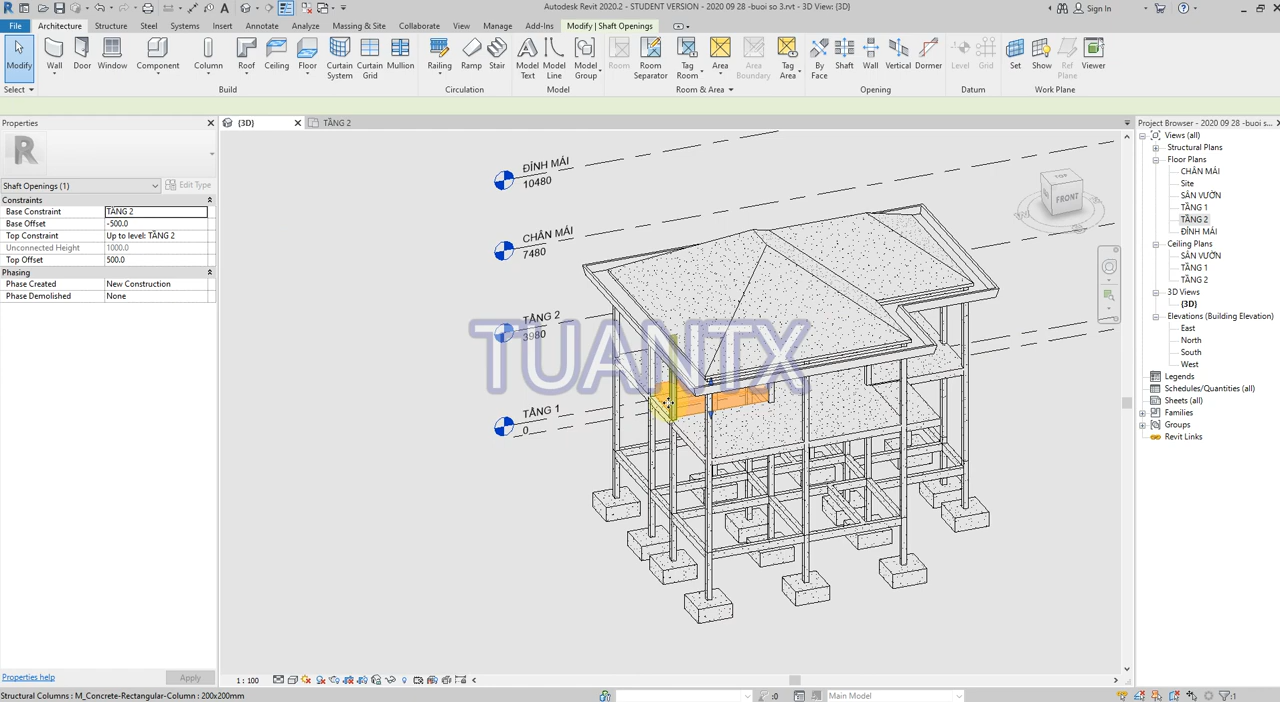 Autodesk Revit 2020.2 - STUDENT VERSION - 2020 09 28 -buoi so 3.rvt - 3D View: {3D}
Sign In
File Architecture Structure Steel Systems Insert Annotate Analyze Massing & Site Collaborate View Manage Add-Ins Modify | Shaft Openings
Modify Wall Door Window Component Column Roof Ceiling Floor Curtain System Curtain Grid Mullion Railing Ramp Stair Model Text Model Line Model Group Room Room Separator Tag Room Area Area Boundary Tag Area By Face Shaft Wall Vertical Dormer Level Grid Set Show Ref Plane Viewer
Select Build Circulation Model Room & Area Opening Datum Work Plane
Properties
{3D}
TẦNG 2
Project Browser - 2020 09 28 -buoi s...
Shaft Openings (1)
Edit Type
Constraints
Base Constraint TẦNG 2
Base Offset -500.0
Top Constraint Up to level: TẦNG 2
Unconnected Height 1000.0
Top Offset 500.0
Phasing
Phase Created New Construction
Phase Demolished None
Properties help
Apply
ĐỈNH MÁI
10480
CHÂN MÁI
7480
TẦNG 2
3980
TẦNG 1
0
TUANTX
TOP
FRONT
Views (all)
Structural Plans
Floor Plans
CHÂN MÁI
Site
SÂN VƯỜN
TẦNG 1
TẦNG 2
ĐỈNH MÁI
Ceiling Plans
SÂN VƯỜN
TẦNG 1
TẦNG 2
3D Views
{3D}
Elevations (Building Elevation)
East
North
South
West
Legends
Schedules/Quantities (all)
Sheets (all)
Families
Groups
Revit Links
1 : 100
Structural Columns : M_Concrete-Rectangular-Column : 200x200mm
:0
Main Model
:1